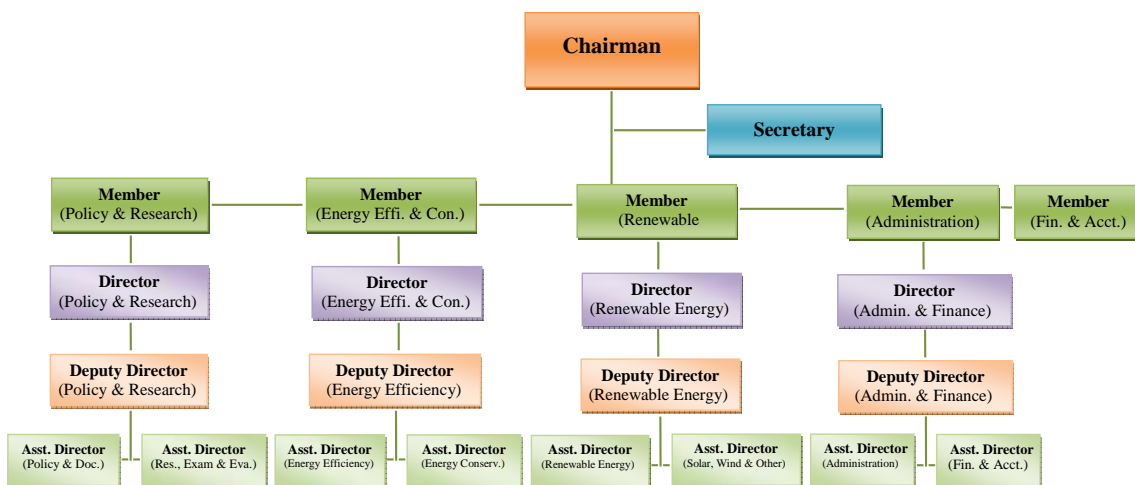 Chairman
Secretary
Member
(Policy & Research)
Member
(Energy Effi. & Con.)
Member
(Renewable
Member
(Administration)
Member
(Fin. & Acct.)
Director
(Policy & Research)
Director
(Energy Effi. & Con.)
Director
(Renewable Energy)
Director
(Admin. & Finance)
Deputy Director
(Policy & Research)
Deputy Director
(Energy Efficiency)
Deputy Director
(Renewable Energy)
Deputy Director
(Admin. & Finance)
Asst. Director
(Policy & Doc.)
Asst. Director
(Res., Exam & Eva.)
Asst. Director
(Energy Efficiency)
Asst. Director
(Energy Conserv.)
Asst. Director
(Renewable Energy)
Asst. Director
(Solar, Wind & Other)
Asst. Director
(Administration)
Asst. Director
(Fin. & Acct.)